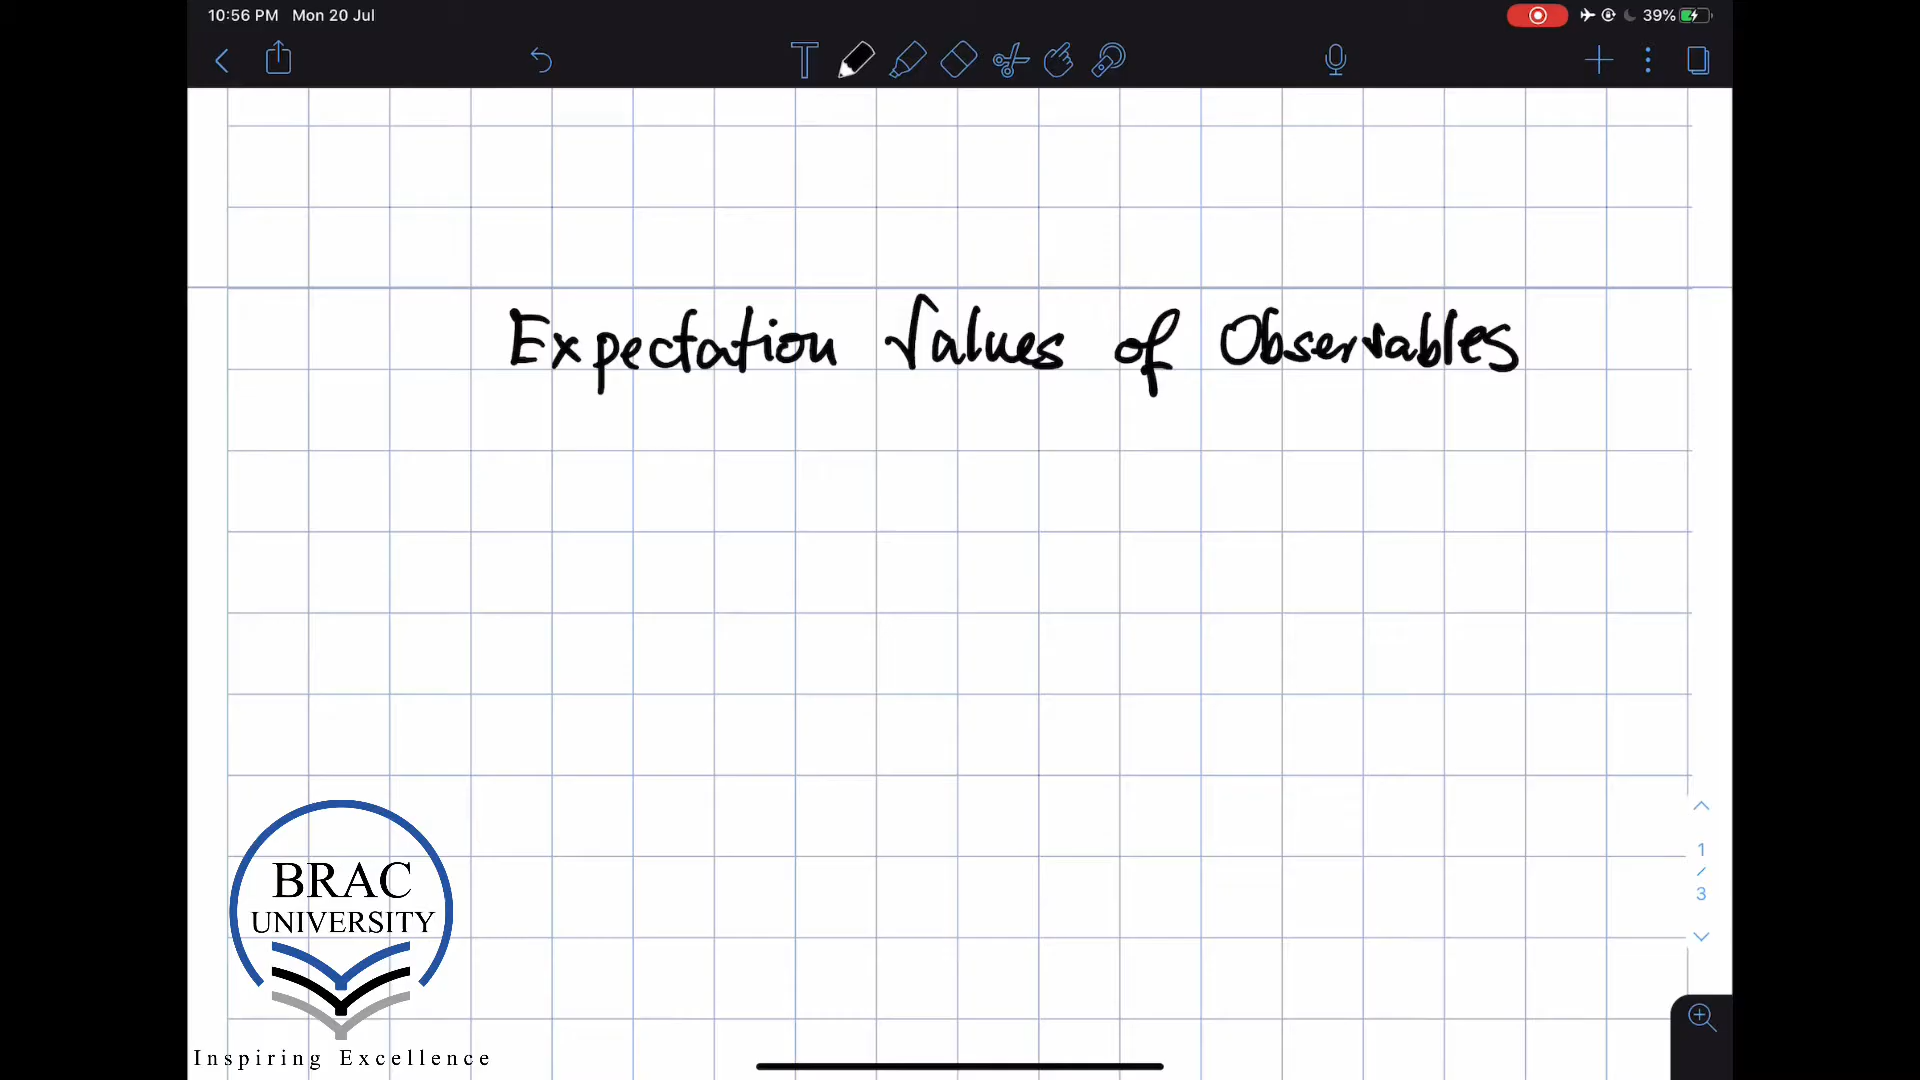 10:56 PM Mon 20 Jul
39%
T
Expectation Values of Observables
1
/
3
BRAC
UNIVERSITY
Inspiring Excellence